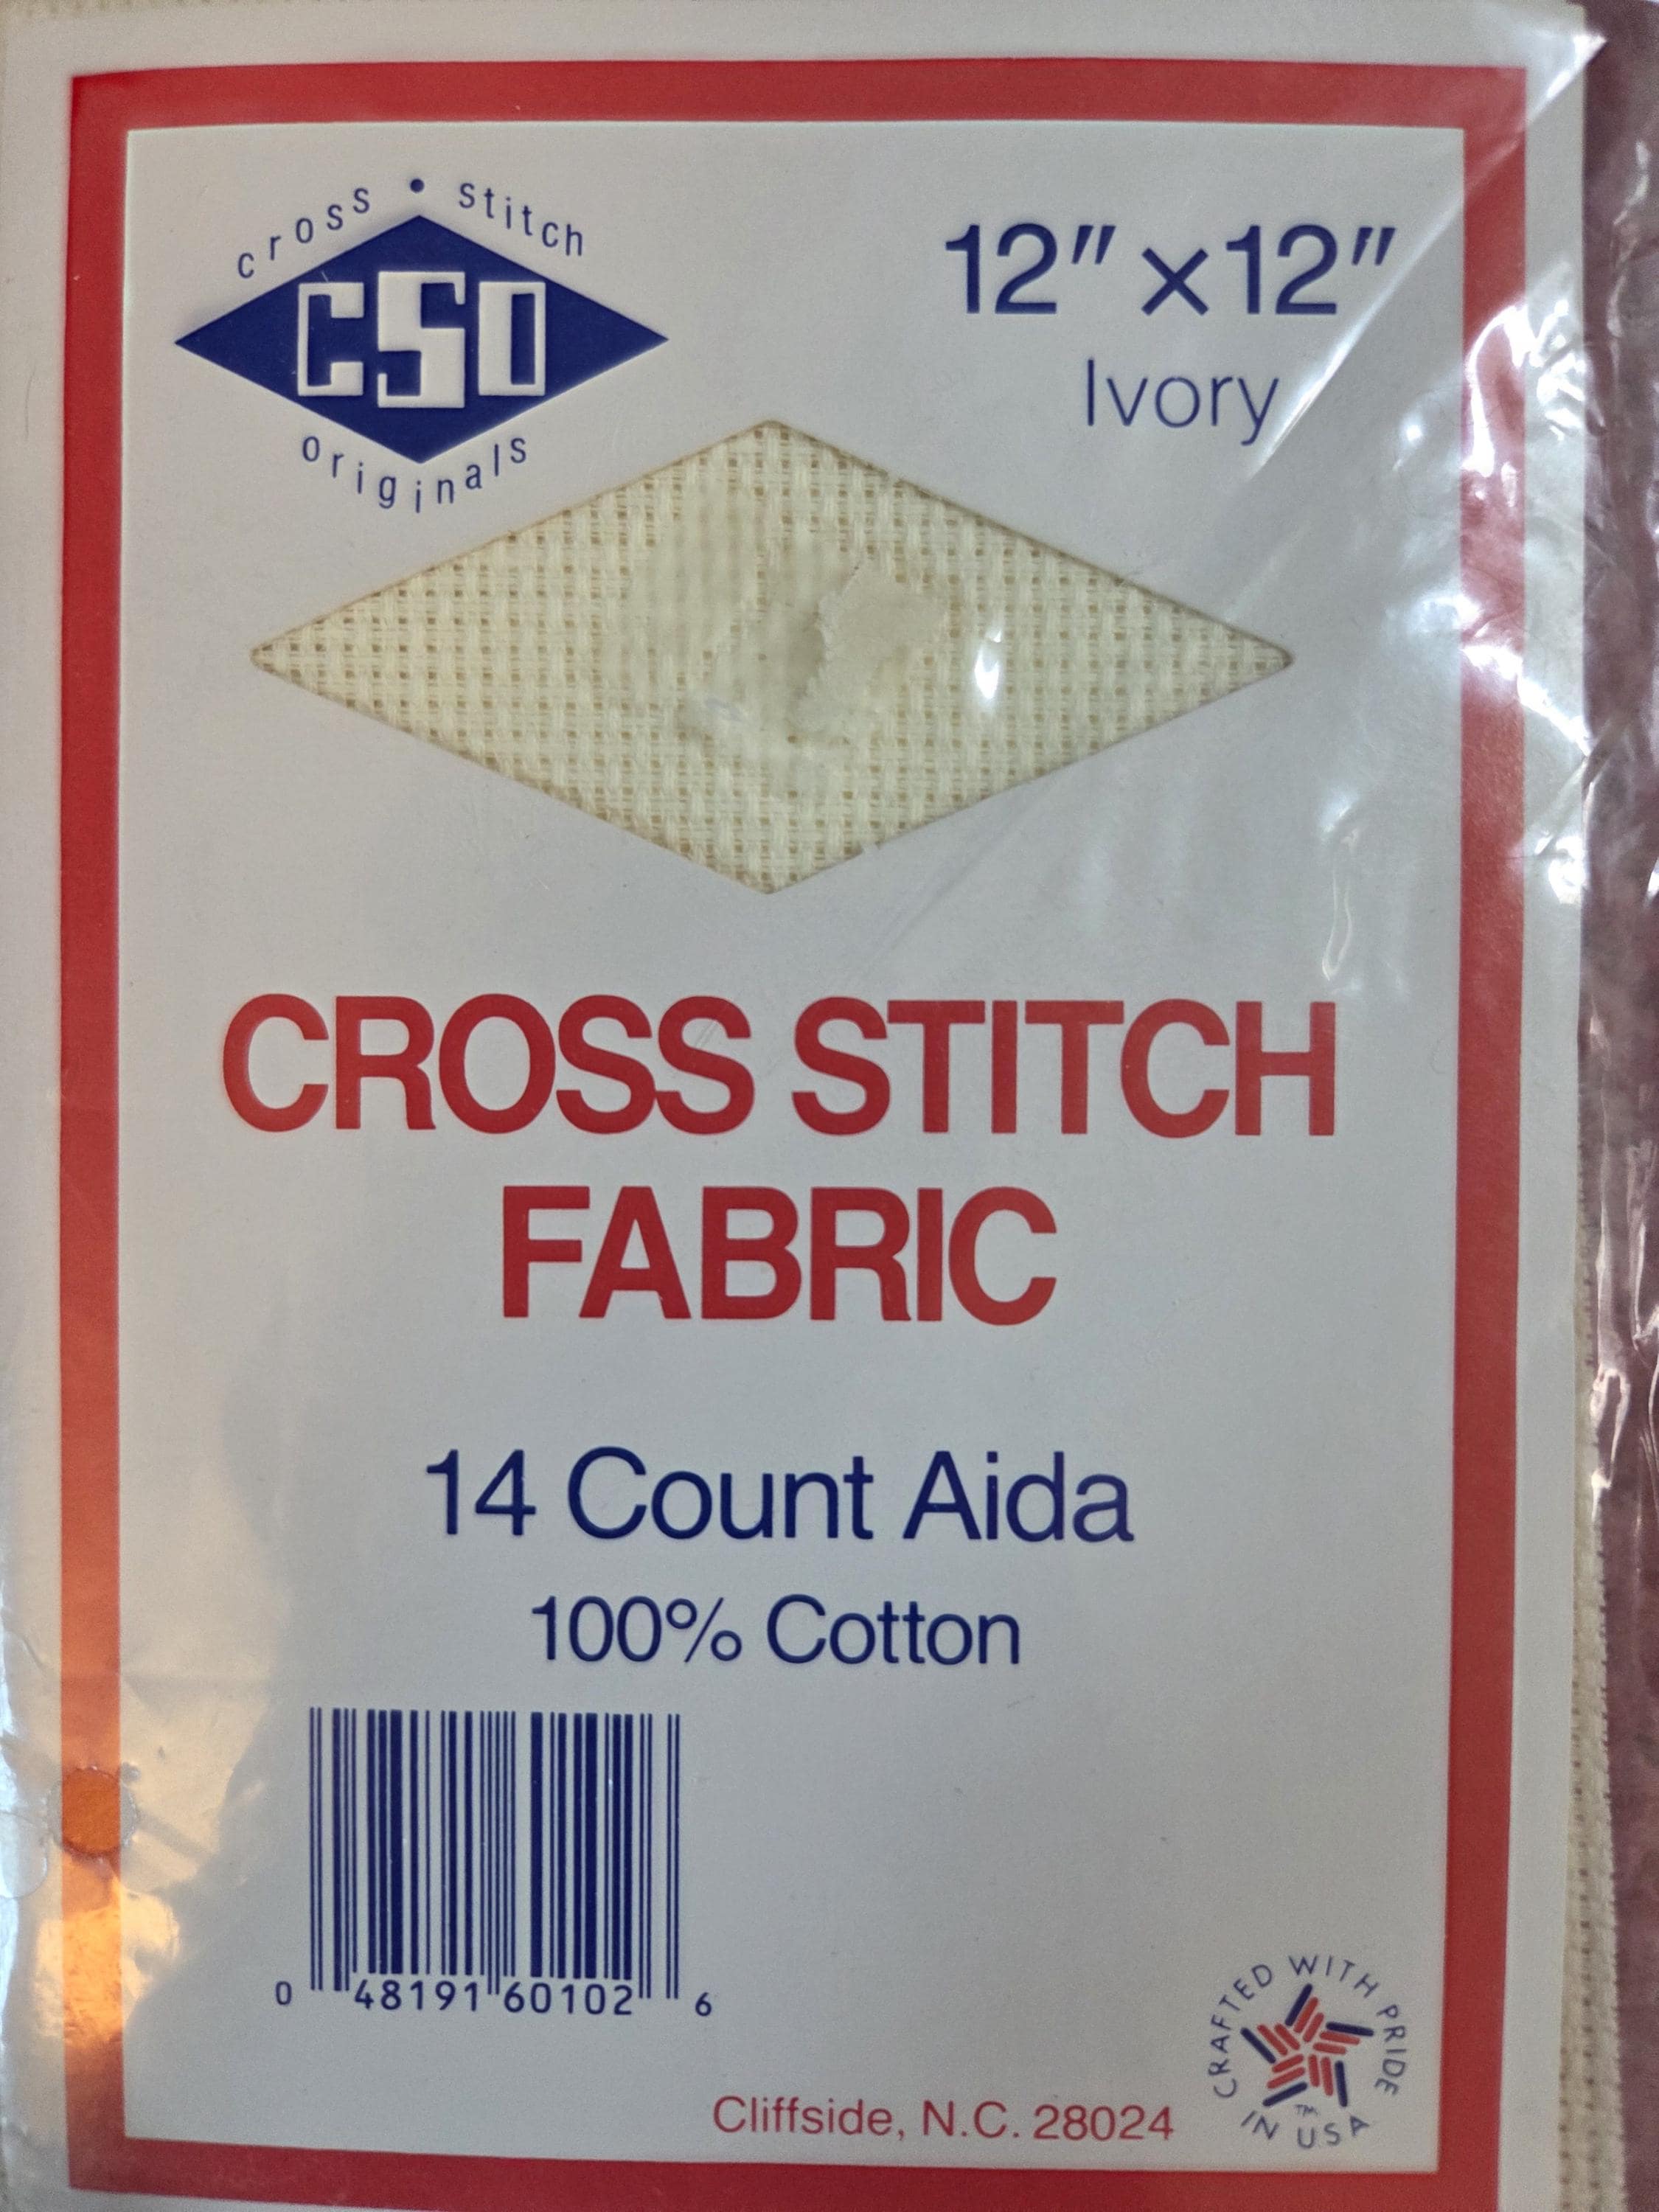 cross • stitch
CSO
originals
12" x 12"
Ivory
CROSS STITCH
FABRIC
14 Count Aida
100% Cotton
0 48191 60102 6
CRAFTED WITH PRIDE
IN USA
TM
Cliffside, N.C. 28024